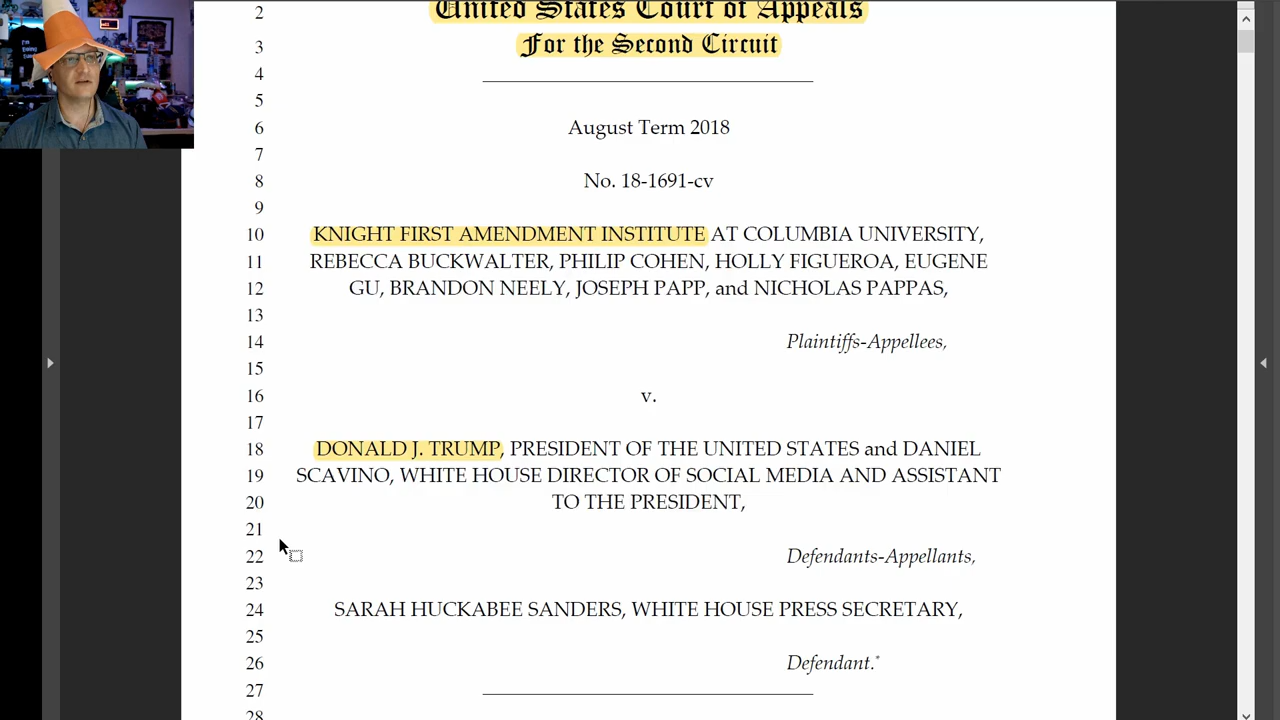 2 United States Court of Appeals
3 For the Second Circuit
4
5
6 August Term 2018
7
8 No. 18-1691-cv
9
10 KNIGHT FIRST AMENDMENT INSTITUTE AT COLUMBIA UNIVERSITY,
11 REBECCA BUCKWALTER, PHILIP COHEN, HOLLY FIGUEROA, EUGENE
12 GU, BRANDON NEELY, JOSEPH PAPP, and NICHOLAS PAPPAS,
13
14 Plaintiffs-Appellees,
15
16 v.
17
18 DONALD J. TRUMP, PRESIDENT OF THE UNITED STATES and DANIEL
19 SCAVINO, WHITE HOUSE DIRECTOR OF SOCIAL MEDIA AND ASSISTANT
20 TO THE PRESIDENT,
21
22 Defendants-Appellants,
23
24 SARAH HUCKABEE SANDERS, WHITE HOUSE PRESS SECRETARY,
25
26 Defendant.*
27
28